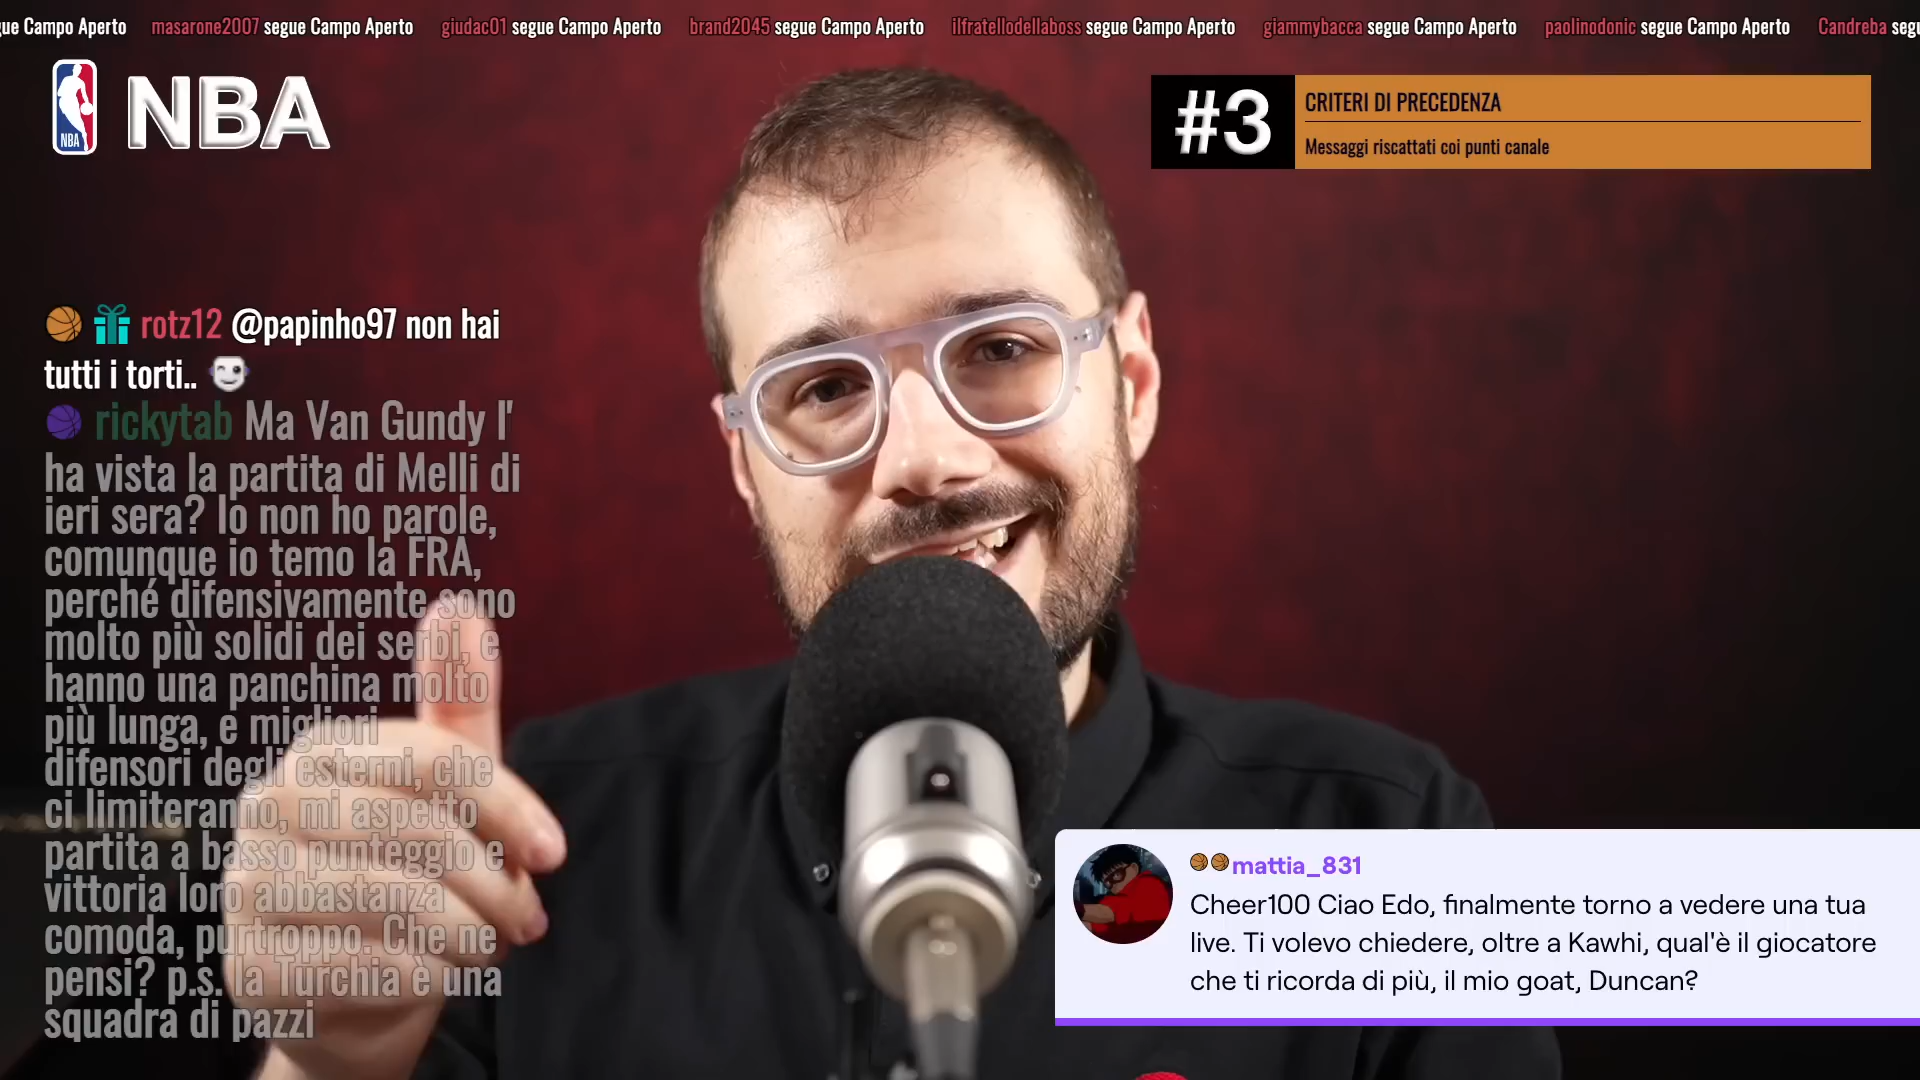 segue Campo Aperto masarone2007 segue Campo Aperto giudac01 segue Campo Aperto brand2045 segue Campo Aperto ilfratellodellaboss segue Campo Aperto giammybacca segue Campo Aperto paolinodonic segue Campo Aperto Candreba segu
NBA NBA
#3
CRITERI DI PRECEDENZA
Messaggi riscattati coi punti canale
rotz12 @papinho97 non hai
tutti i torti..
rickytab Ma Van Gundy l'
ha vista la partita di Melli di
ieri sera? Io non ho parole,
comunque io temo la FRA,
perché difensivamente sono
molto più solidi dei serbi, e
hanno una panchina molto
più lunga, e migliori
difensori degli esterni, che
ci limiteranno, mi aspetto
partita a basso punteggio e
vittoria loro abbastanza
comoda, purtroppo. Che ne
pensi? p.s. la Turchia è una
squadra di pazzi
mattia_831
Cheer100 Ciao Edo, finalmente torno a vedere una tua
live. Ti volevo chiedere, oltre a Kawhi, qual'è il giocatore
che ti ricorda di più, il mio goat, Duncan?